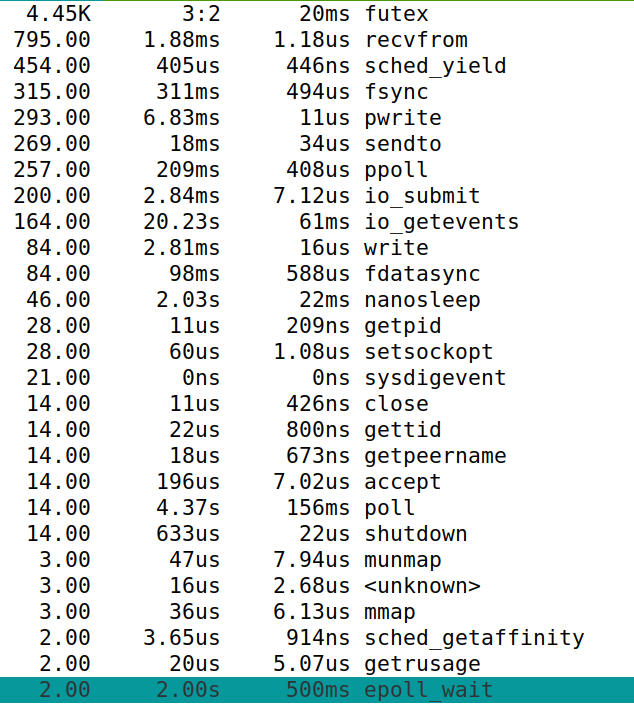 4.45K 3:2 20ms futex
795.00 1.88ms 1.18us recvfrom
454.00 405us 446ns sched_yield
315.00 311ms 494us fsync
293.00 6.83ms 11us pwrite
269.00 18ms 34us sendto
257.00 209ms 408us ppoll
200.00 2.84ms 7.12us io_submit
164.00 20.23s 61ms io_getevents
84.00 2.81ms 16us write
84.00 98ms 588us fdatasync
46.00 2.03s 22ms nanosleep
28.00 11us 209ns getpid
28.00 60us 1.08us setsockopt
21.00 0ns 0ns sysdigevent
14.00 11us 426ns close
14.00 22us 800ns gettid
14.00 18us 673ns getpeername
14.00 196us 7.02us accept
14.00 4.37s 156ms poll
14.00 633us 22us shutdown
3.00 47us 7.94us munmap
3.00 16us 2.68us <unknown>
3.00 36us 6.13us mmap
2.00 3.65us 914ns sched_getaffinity
2.00 20us 5.07us getrusage
2.00 2.00s 500ms epoll_wait